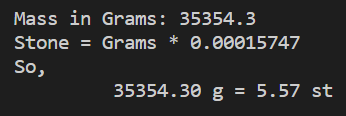 Mass in Grams: 35354.3
Stone = Grams * 0.00015747
So,
35354.30 g = 5.57 st